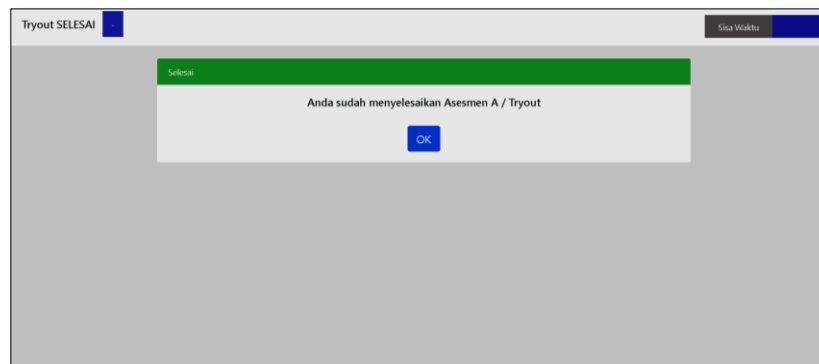 Tryout SELESAI
Sisa Waktu
Selesai
Anda sudah menyelesaikan Asesmen A / Tryout
OK